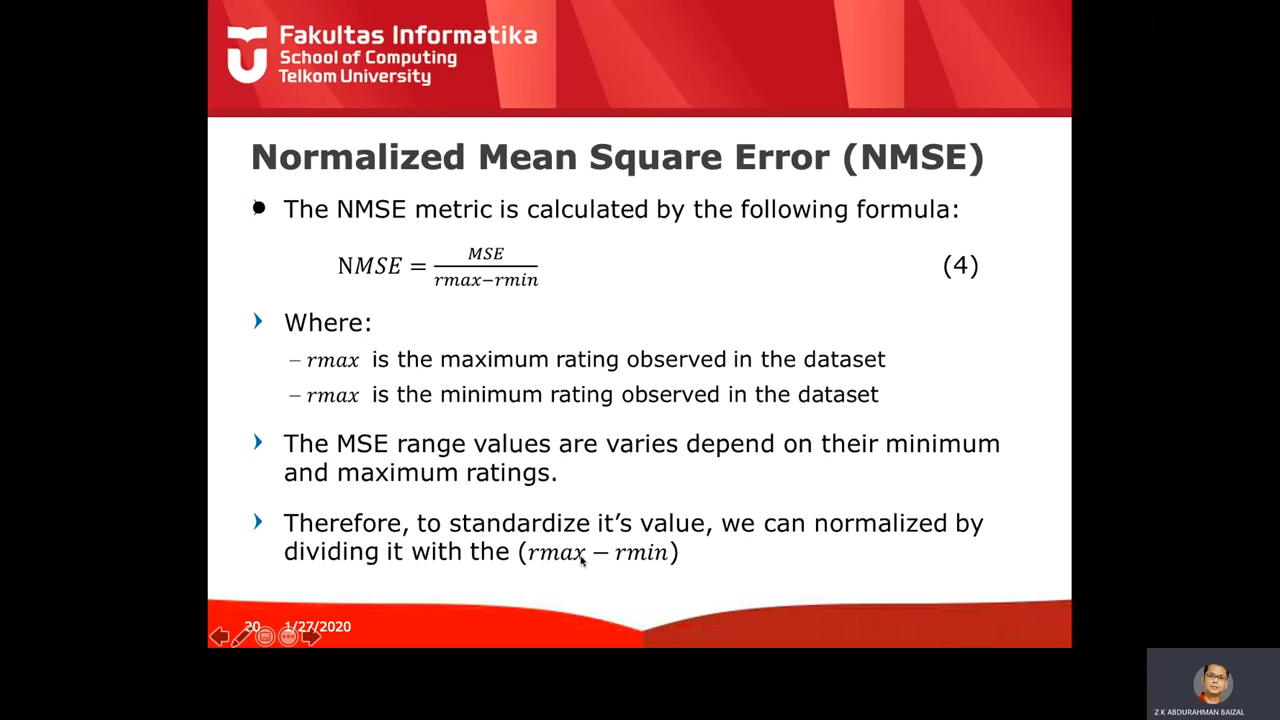 Fakultas Informatika
School of Computing
Telkom University
Normalized Mean Square Error (NMSE)
The NMSE metric is calculated by the following formula:
NMSE = MSE / rmax−rmin (4)
Where:
– rmax is the maximum rating observed in the dataset
– rmax is the minimum rating observed in the dataset
The MSE range values are varies depend on their minimum
and maximum ratings.
Therefore, to standardize it’s value, we can normalized by
dividing it with the (rmax − rmin)
20 1/27/2020
Z K ABDURAHMAN BAIZAL